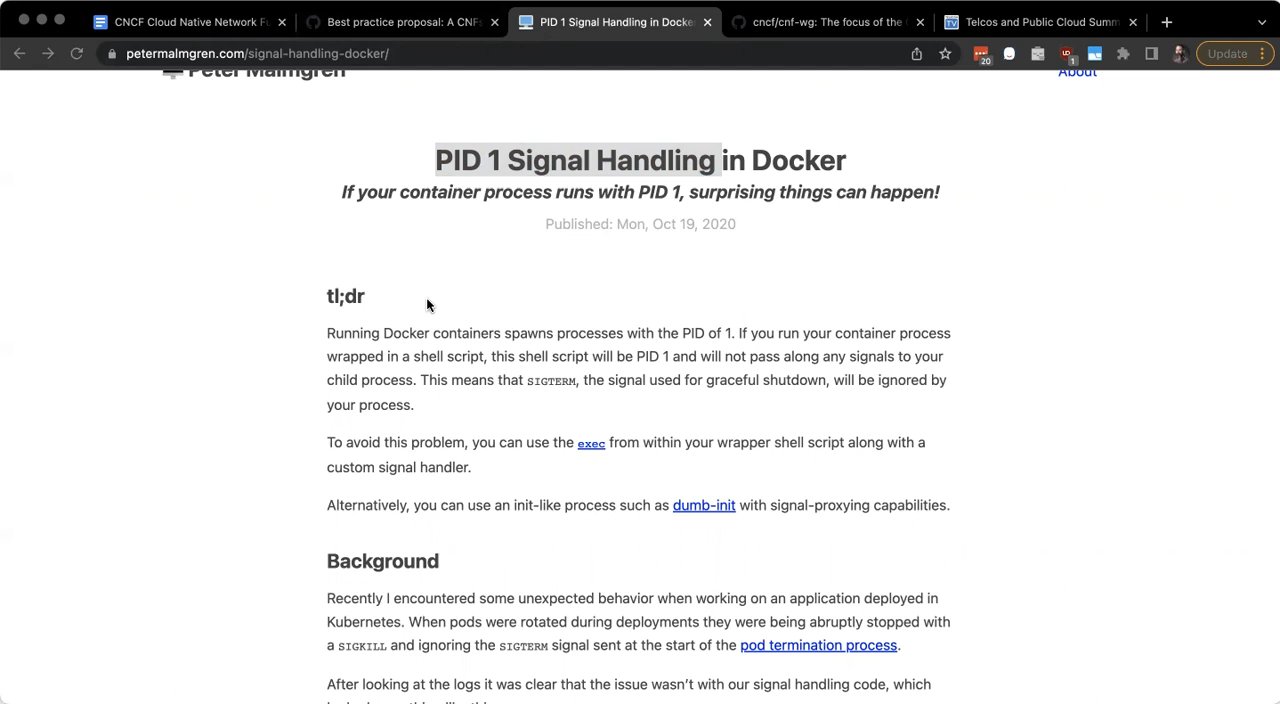 CNCF Cloud Native Network Fu
Best practice proposal: A CNFs
PID 1 Signal Handling in Docke
cncf/cnf-wg: The focus of the
Telcos and Public Cloud Summ
petermalmgren.com/signal-handling-docker/
20
1
Update
Peter Malmgren
About
PID 1 Signal Handling in Docker
If your container process runs with PID 1, surprising things can happen!
Published: Mon, Oct 19, 2020
tl;dr
Running Docker containers spawns processes with the PID of 1. If you run your container process
wrapped in a shell script, this shell script will be PID 1 and will not pass along any signals to your
child process. This means that SIGTERM, the signal used for graceful shutdown, will be ignored by
your process.
To avoid this problem, you can use the exec from within your wrapper shell script along with a
custom signal handler.
Alternatively, you can use an init-like process such as dumb-init with signal-proxying capabilities.
Background
Recently I encountered some unexpected behavior when working on an application deployed in
Kubernetes. When pods were rotated during deployments they were being abruptly stopped with
a SIGKILL and ignoring the SIGTERM signal sent at the start of the pod termination process.
After looking at the logs it was clear that the issue wasn't with our signal handling code, which